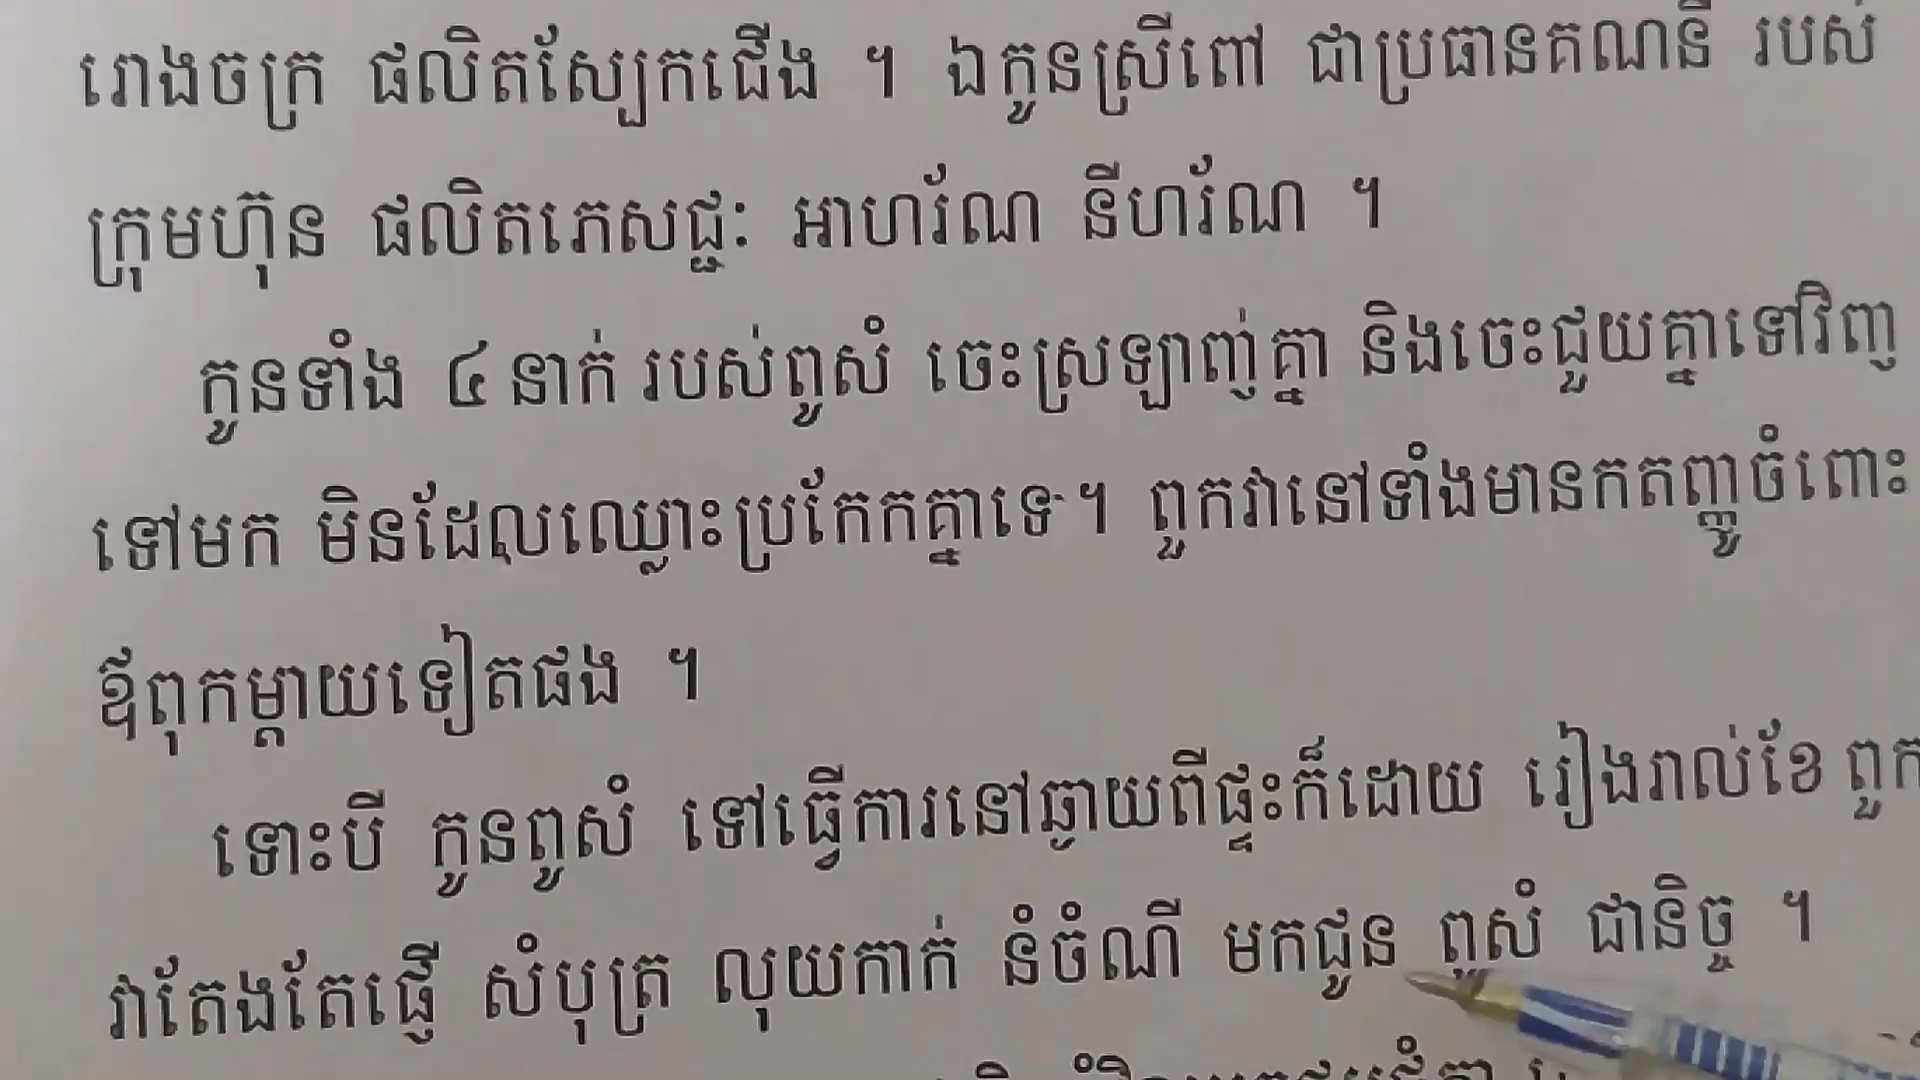 រោងចក្រ ផលិតស្បែកជើង ។ ឯកូនស្រីពៅ ជាប្រធានគណនី របស់
ក្រុមហ៊ុន ផលិតភេសជ្ជៈ អាហរ័ណ នីហរ័ណ ។
កូនទាំង ៤ នាក់ របស់ពូសំ ចេះស្រឡាញ់គ្នា និងចេះជួយគ្នាទៅវិញ
ទៅមក មិនដែលឈ្លោះប្រកែកគ្នាទេ ។ ពួកវានៅទាំងមានកតញ្ញូចំពោះ
ឪពុកម្ដាយទៀតផង ។
ទោះបី កូនពូសំ ទៅធ្វើការនៅឆ្ងាយពីផ្ទះក៏ដោយ រៀងរាល់ខែ ពួក
វាតែងតែផ្ញើ សំបុត្រ លុយកាក់ នំចំណី មកជូន ពូសំ ជានិច្ច ។